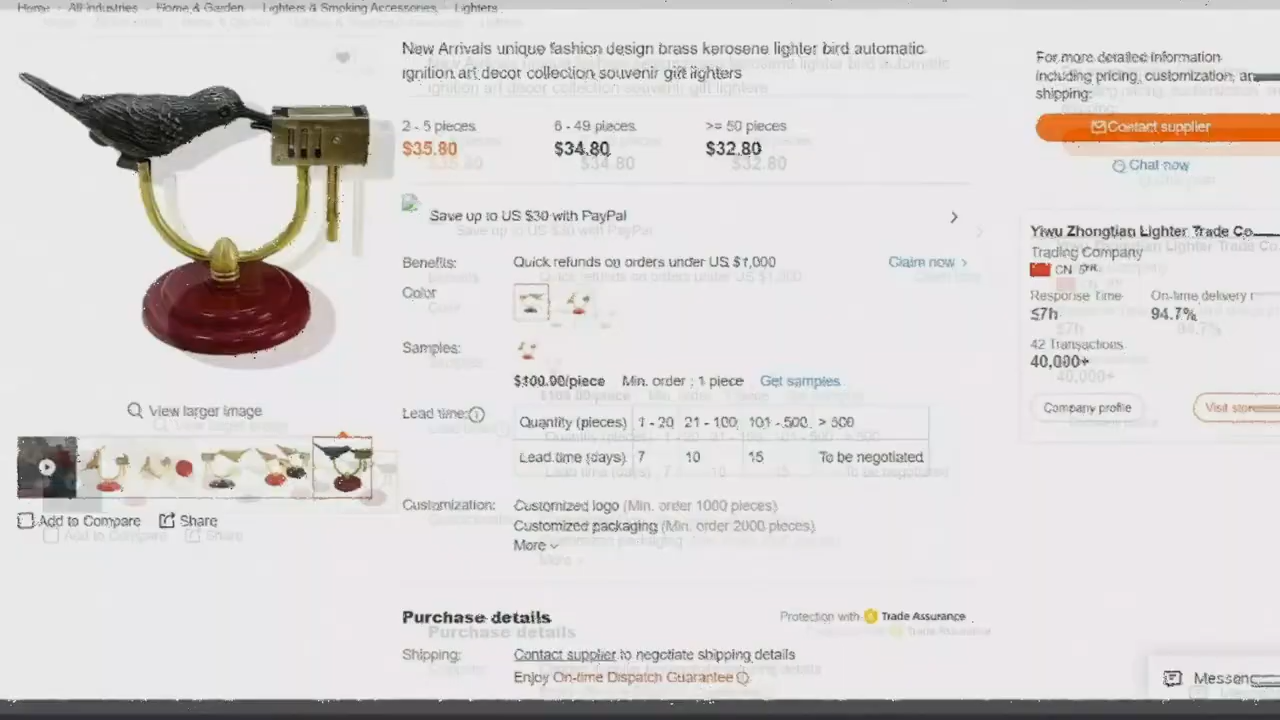 Home All Industries Home & Garden Lighters & Smoking Accessories Lighters
New Arrivals unique fashion design brass kerosene lighter bird automatic
ignition art decor collection souvenir gift lighters
2 - 5 pieces 6 - 49 pieces >= 50 pieces
$35.80 $34.80 $32.80
Save up to US $30 with PayPal
Benefits: Quick refunds on orders under US $1,000 Claim now >
Color
Samples:
$100.00/piece Min. order : 1 piece Get samples
Lead time:
Quantity (pieces) 1 - 20 21 - 100 101 - 500 > 500
Lead time (days) 7 10 15 To be negotiated
Customization: Customized logo (Min. order 1000 pieces)
Customized packaging (Min. order 2000 pieces)
More
View larger image
Add to Compare Share
Purchase details
Protection with Trade Assurance
Shipping: Contact supplier to negotiate shipping details
Enjoy On-time Dispatch Guarantee
For more detailed information
including pricing, customization, an
shipping:
Contact supplier
Chat now
Yiwu Zhongtian Lighter Trade Co
Trading Company
CN 5YR
Response Time On-time delivery r
≤7h 94.7%
42 Transactions
40,000+
Company profile Visit store
Messeng